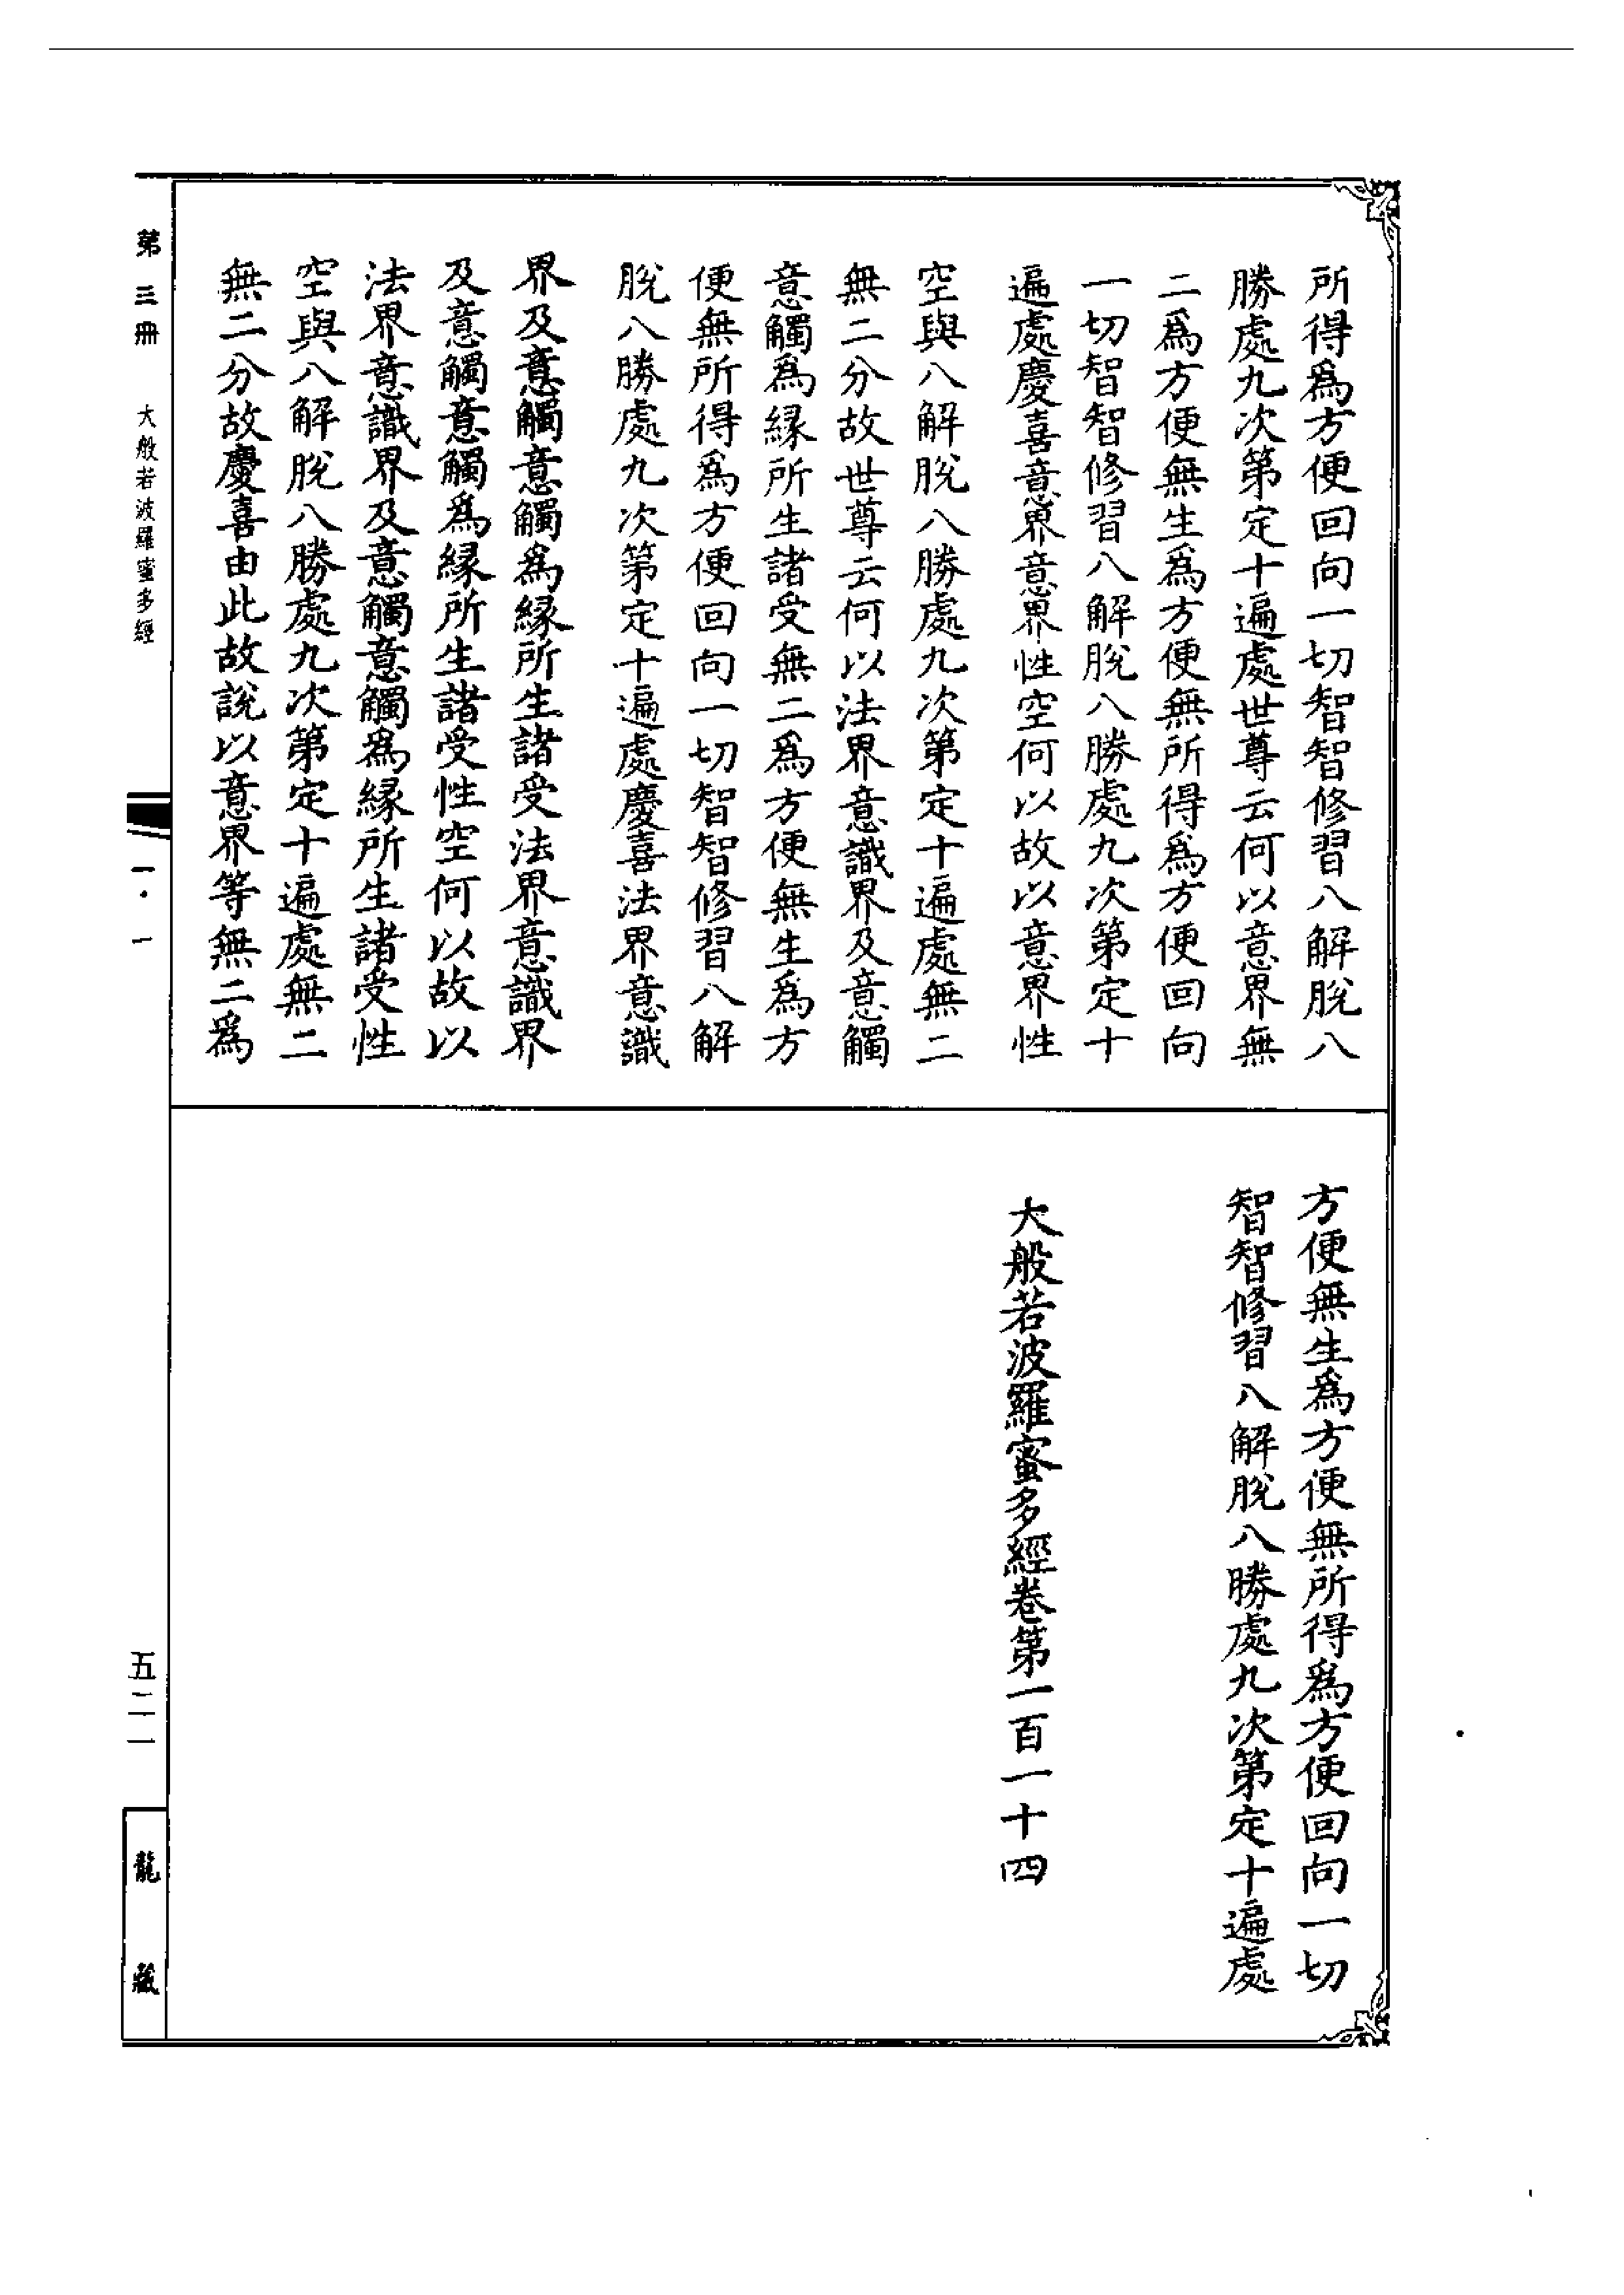 所得爲方便回向一切智智修習八解脫八
勝處九次第定十遍處世尊云何以意界無
二爲方便無生爲方便無所得爲方便回向
一切智智修習八解脫八勝處九次第定十
遍處慶喜意界意界性空何以故以意界性
空與八解脫八勝處九次第定十遍處無二
無二分故世尊云何以法界意識界及意觸
意觸爲緣所生諸受無二爲方便無生爲方
便無所得爲方便回向一切智智修習八解
脫八勝處九次第定十遍處慶喜法界意識
界及意觸意觸爲緣所生諸受法界意識界
及意觸意觸爲緣所生諸受性空何以故以
法界意識界及意觸意觸爲緣所生諸受性
空與八解脫八勝處九次第定十遍處無二
無二分故慶喜由此故說以意界等無二爲
方便無生爲方便無所得爲方便回向一切
智智修習八解脫八勝處九次第定十遍處
大般若波羅蜜多經卷第一百一十四
第三冊 大般若波羅蜜多經 一·一 五二一 龍藏